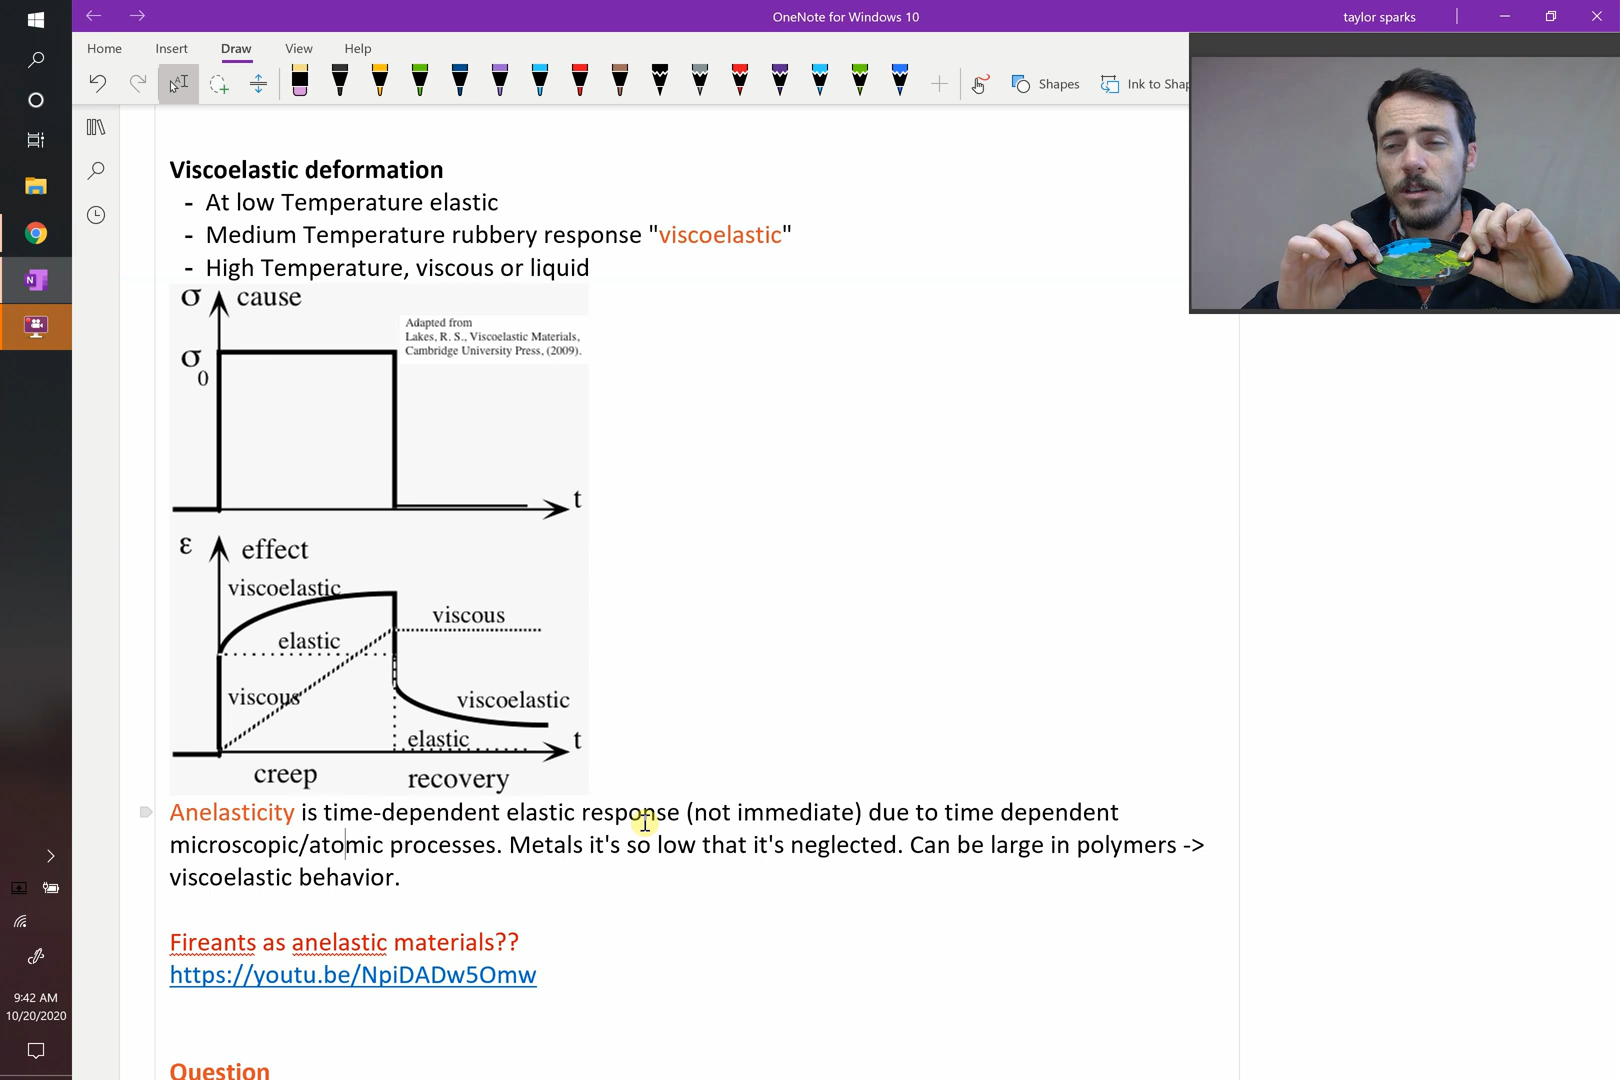 OneNote for Windows 10
taylor sparks
Home Insert Draw View Help
Shapes
Ink to Shap
Viscoelastic deformation
- At low Temperature elastic
- Medium Temperature rubbery response "viscoelastic"
- High Temperature, viscous or liquid
σ cause
Adapted from
Lakes, R. S., Viscoelastic Materials,
Cambridge University Press, (2009).
σ
0
t
ε effect
viscoelastic
viscous
elastic
viscous
viscoelastic
elastic
t
creep
recovery
Anelasticity is time-dependent elastic response (not immediate) due to time dependent
microscopic/atomic processes. Metals it's so low that it's neglected. Can be large in polymers ->
viscoelastic behavior.
Fireants as anelastic materials??
https://youtu.be/NpiDADw5Omw
Question
9:42 AM
10/20/2020